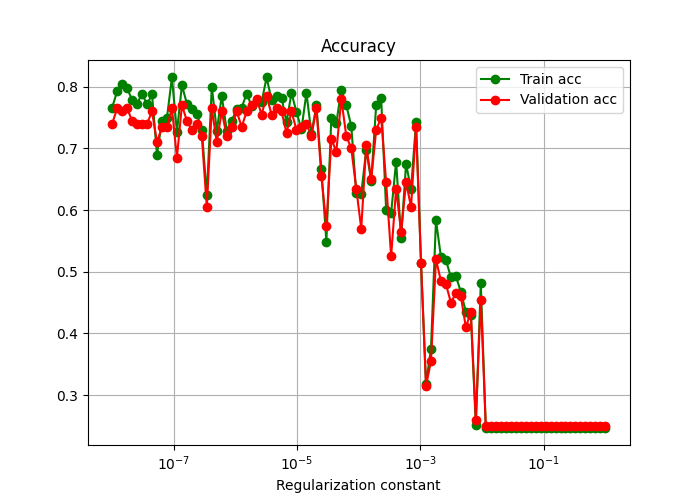 Accuracy
Train acc
Validation acc
0.8
0.7
0.6
0.5
0.4
0.3
10⁻⁷ 10⁻⁵ 10⁻³ 10⁻¹
Regularization constant